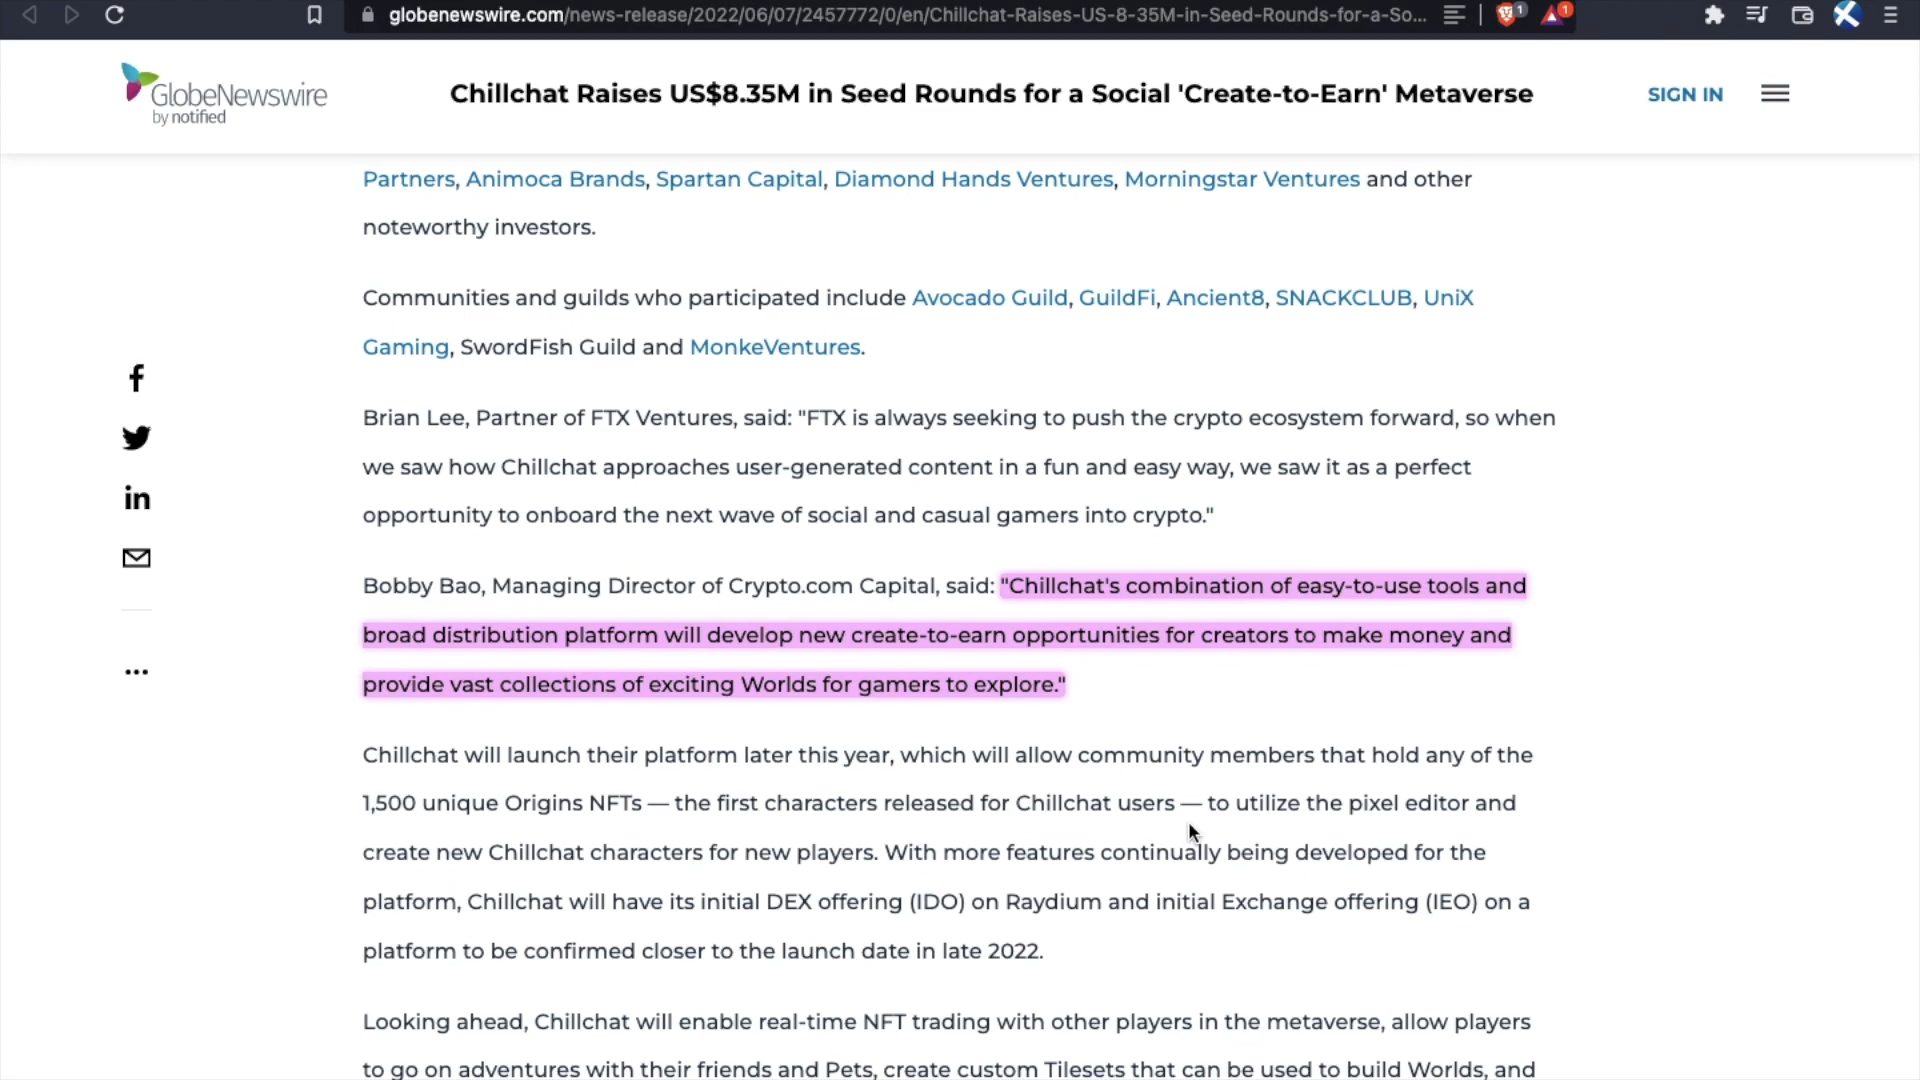 globenewswire.com/news-release/2022/06/07/2457772/0/en/Chillchat-Raises-US-8-35M-in-Seed-Rounds-for-a-So...
1
1
GlobeNewswire
by notified
Chillchat Raises US$8.35M in Seed Rounds for a Social 'Create-to-Earn' Metaverse
SIGN IN
Partners, Animoca Brands, Spartan Capital, Diamond Hands Ventures, Morningstar Ventures and other
noteworthy investors.
Communities and guilds who participated include Avocado Guild, GuildFi, Ancient8, SNACKCLUB, UniX
Gaming, SwordFish Guild and MonkeVentures.
Brian Lee, Partner of FTX Ventures, said: "FTX is always seeking to push the crypto ecosystem forward, so when
we saw how Chillchat approaches user-generated content in a fun and easy way, we saw it as a perfect
opportunity to onboard the next wave of social and casual gamers into crypto."
Bobby Bao, Managing Director of Crypto.com Capital, said: "Chillchat's combination of easy-to-use tools and
broad distribution platform will develop new create-to-earn opportunities for creators to make money and
provide vast collections of exciting Worlds for gamers to explore."
Chillchat will launch their platform later this year, which will allow community members that hold any of the
1,500 unique Origins NFTs — the first characters released for Chillchat users — to utilize the pixel editor and
create new Chillchat characters for new players. With more features continually being developed for the
platform, Chillchat will have its initial DEX offering (IDO) on Raydium and initial Exchange offering (IEO) on a
platform to be confirmed closer to the launch date in late 2022.
Looking ahead, Chillchat will enable real-time NFT trading with other players in the metaverse, allow players
to go on adventures with their friends and Pets, create custom Tilesets that can be used to build Worlds, and